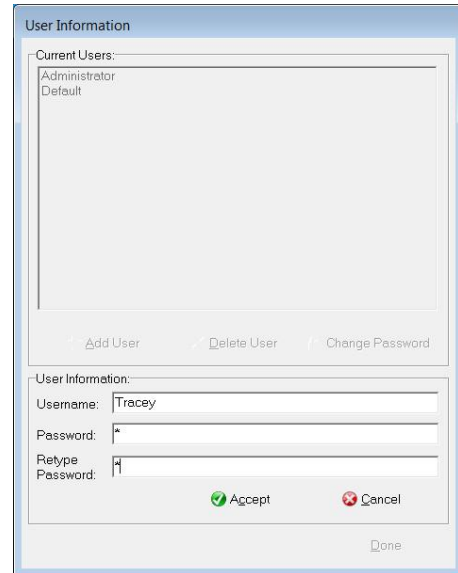 User Information
Current Users:
Administrator
Default
Add User Delete User Change Password
User Information:
Username: Tracey
Password: *
Retype
Password: *
Accept Cancel
Done